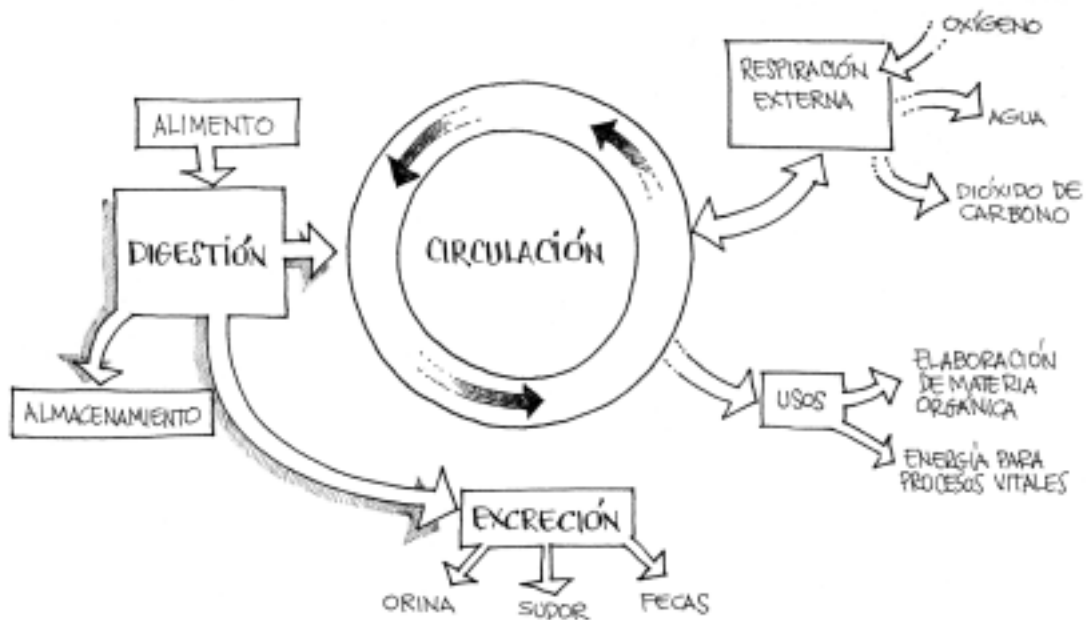 OXÍGENO
RESPIRACIÓN
EXTERNA
AGUA
DIÓXIDO DE
CARBONO
ALIMENTO
DIGESTIÓN
CIRCULACIÓN
ALMACENAMIENTO
USOS
ELABORACIÓN
DE MATERIA
ORGÁNICA
ENERGÍA PARA
PROCESOS VITALES
EXCRECIÓN
ORINA
SUDOR
FECAS